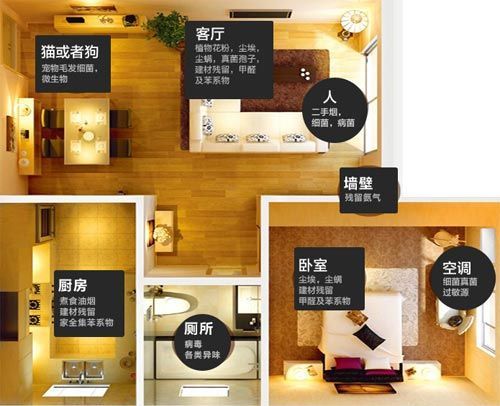 猫或者狗
宠物毛发细菌，
微生物
客厅
植物花粉，尘埃，
尘螨，真菌孢子，
建材残留，甲醛
及苯系物
人
二手烟，
细菌，病菌
墙壁
残留氨气
厨房
煮食油烟
建材残留
家全集苯系物
厕所
病毒
各类异味
卧室
尘埃，尘螨
建材残留
甲醛及苯系物
空调
细菌真菌
过敏源